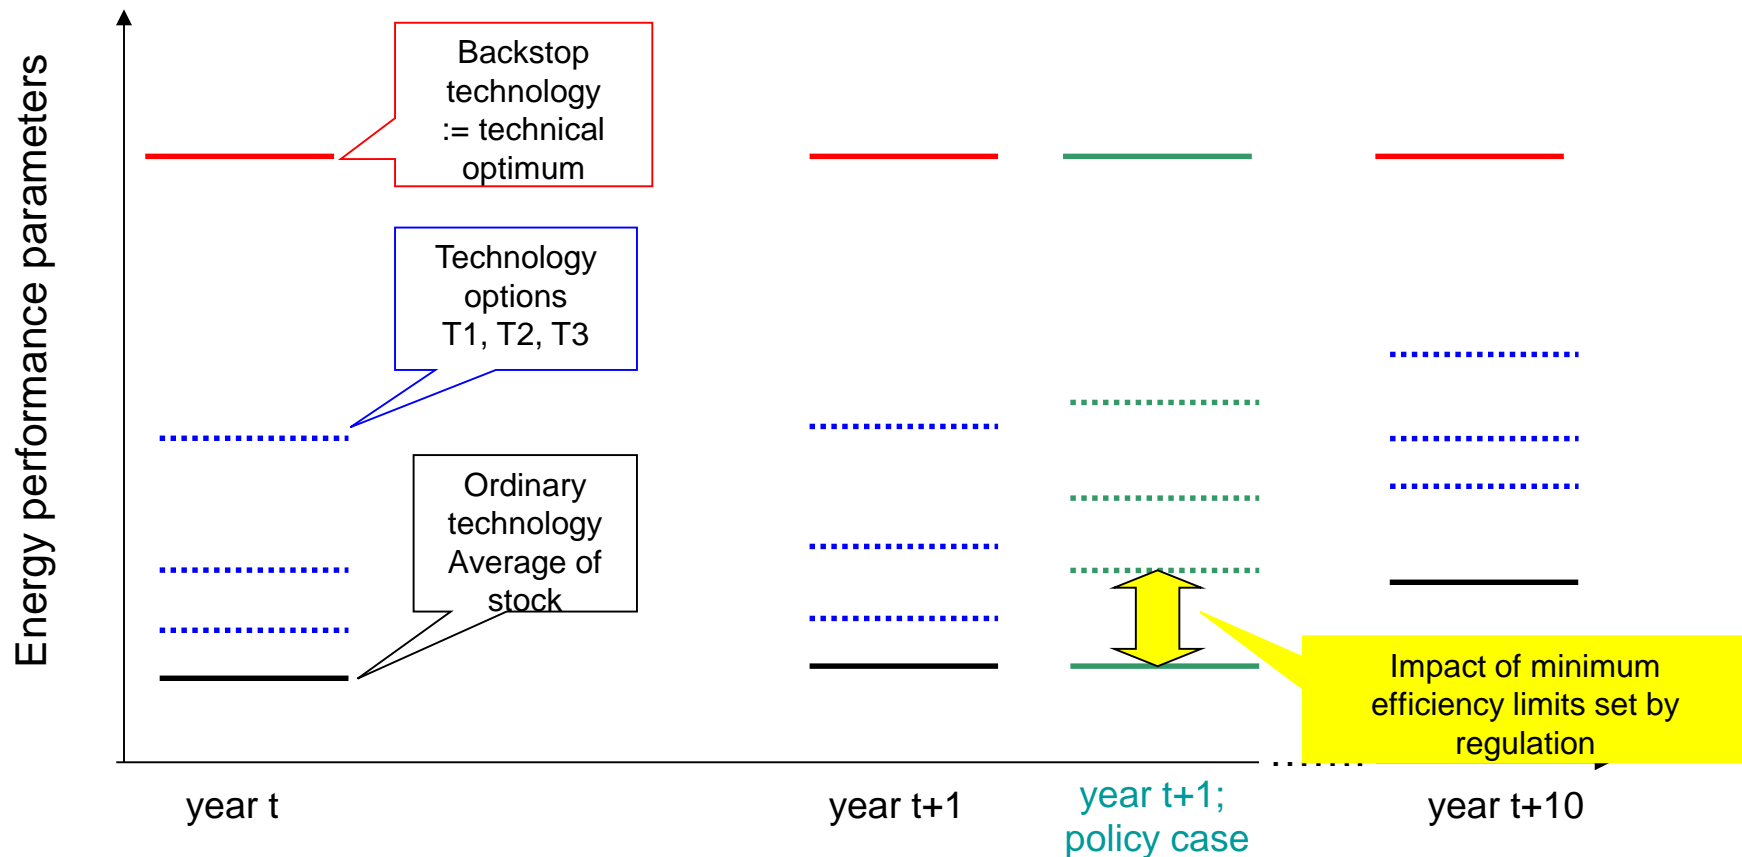 Energy performance parameters
Backstop
technology
:= technical
optimum
Technology
options
T1, T2, T3
Ordinary
technology
Average of
stock
Impact of minimum
efficiency limits set by
regulation
year t
year t+1
year t+1;
policy case
year t+10